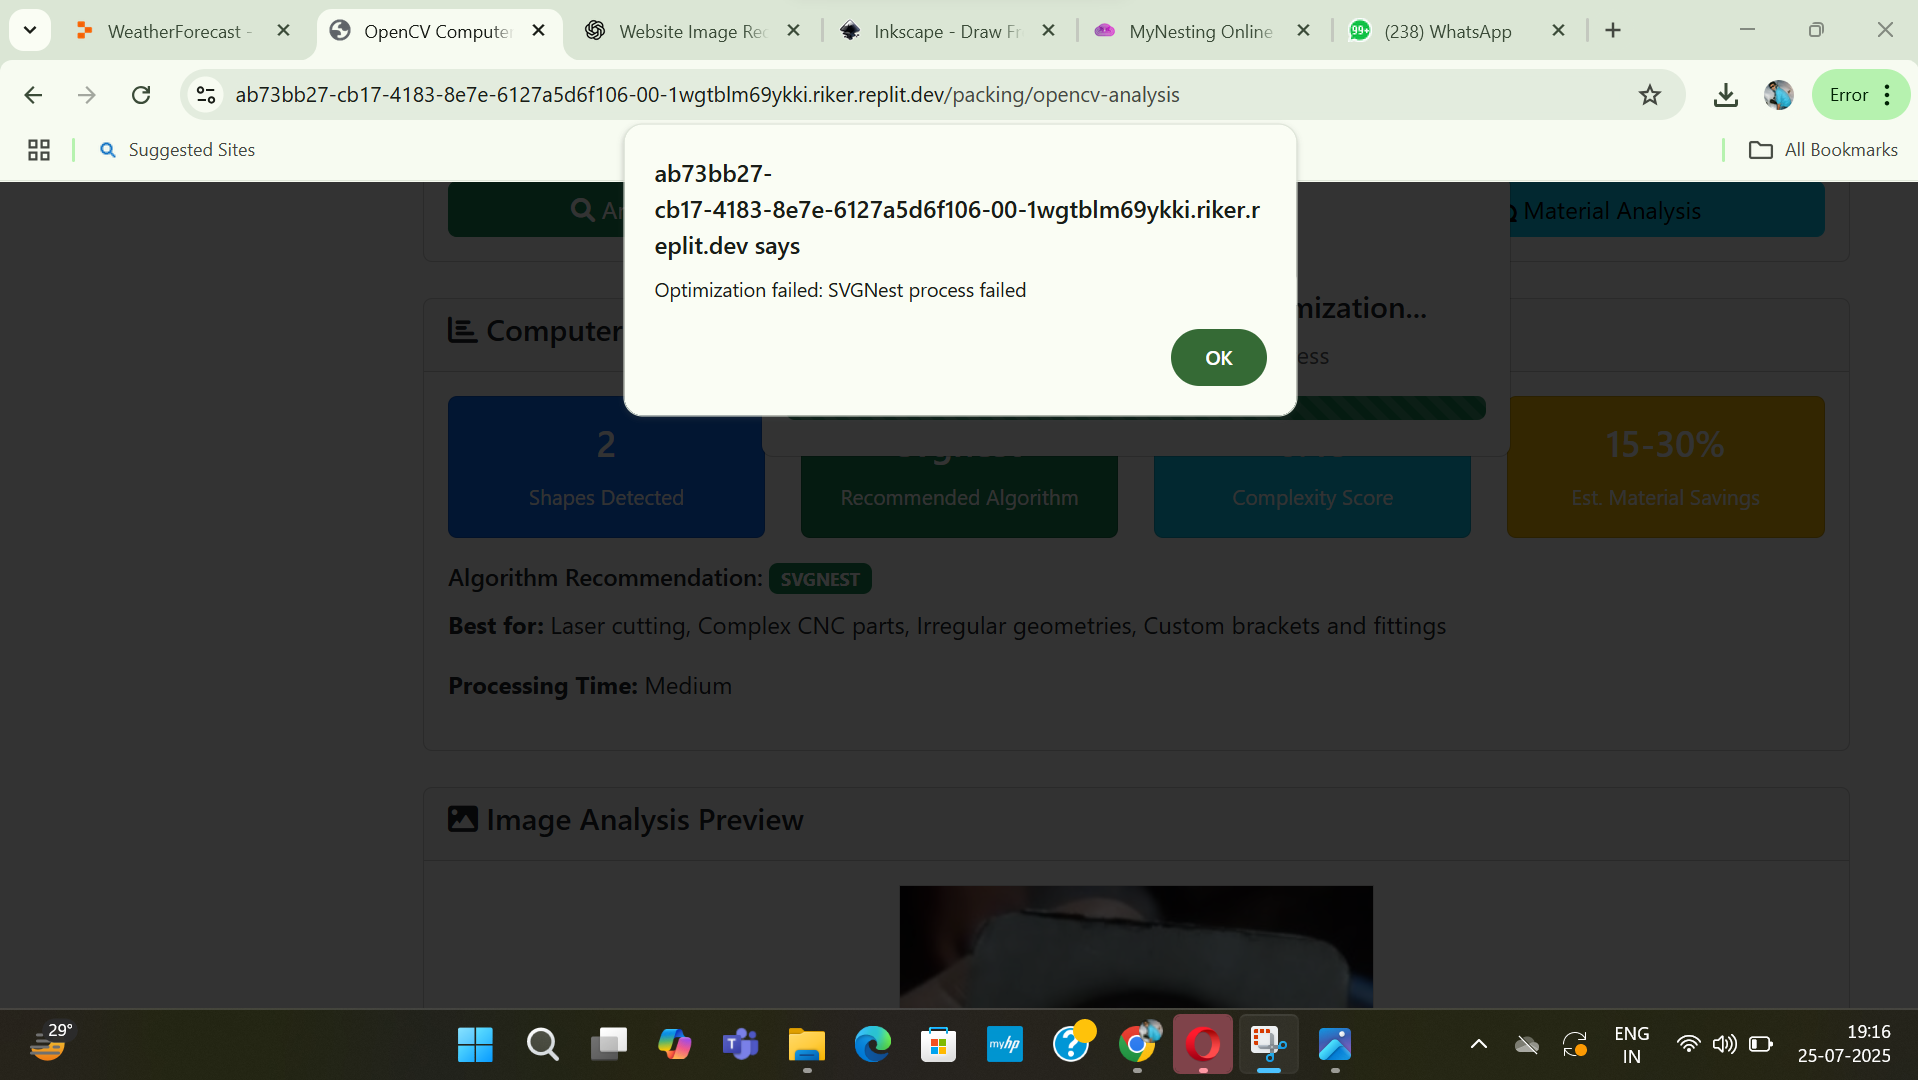 WeatherForecast -
OpenCV Compute
Website Image Rec
Inkscape - Draw Fr
MyNesting Online
99+
(238) WhatsApp
ab73bb27-cb17-4183-8e7e-6127a5d6f106-00-1wgtblm69ykki.riker.replit.dev/packing/opencv-analysis
Error
Suggested Sites
All Bookmarks
ab73bb27-
cb17-4183-8e7e-6127a5d6f106-00-1wgtblm69ykki.riker.r
eplit.dev says
Optimization failed: SVGNest process failed
OK
Material Analysis
Computer
mization...
ess
2
Shapes Detected
Recommended Algorithm
Complexity Score
15-30%
Est. Material Savings
Algorithm Recommendation: SVGNEST
Best for: Laser cutting, Complex CNC parts, Irregular geometries, Custom brackets and fittings
Processing Time: Medium
Image Analysis Preview
29°
myhp
ENG
IN
19:16
25-07-2025